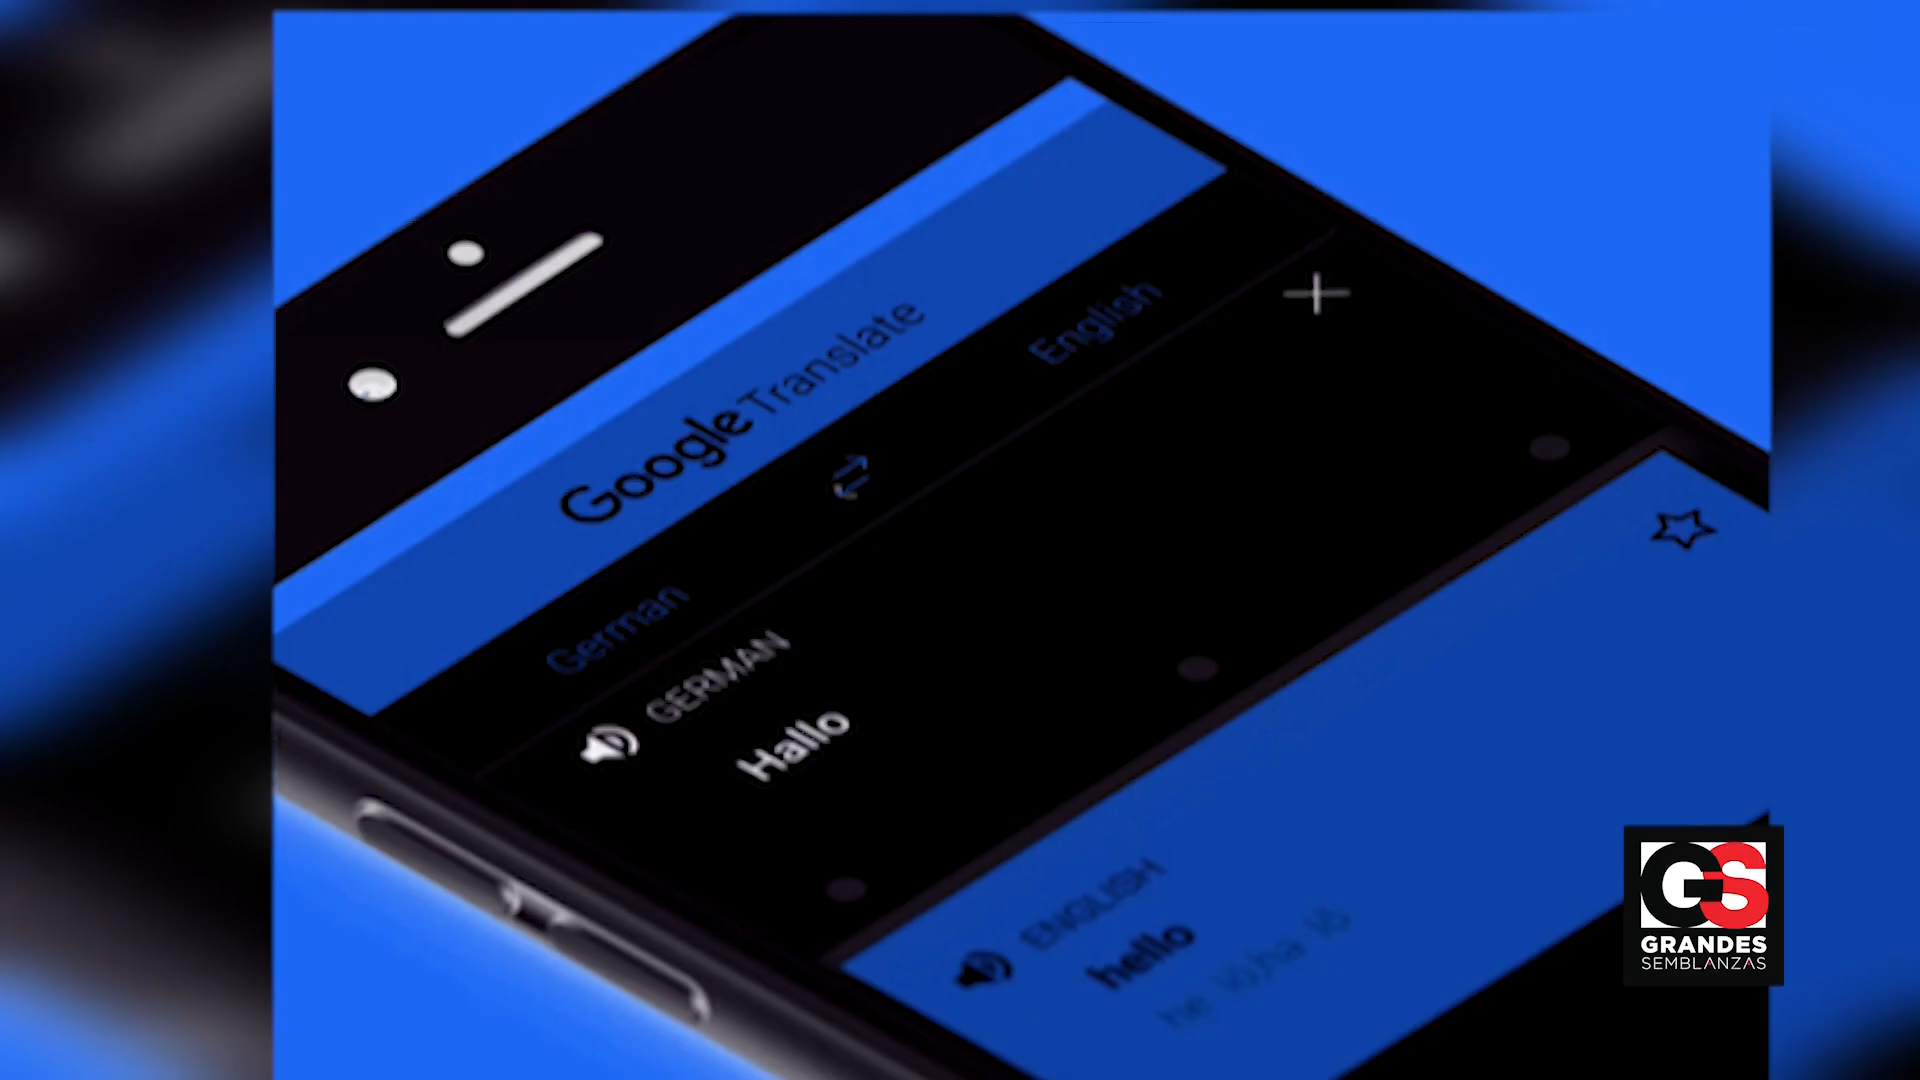 Google Translate
German
English
GERMAN
Hallo
ENGLISH
hello
GS
GRANDES
SEMBLANZAS